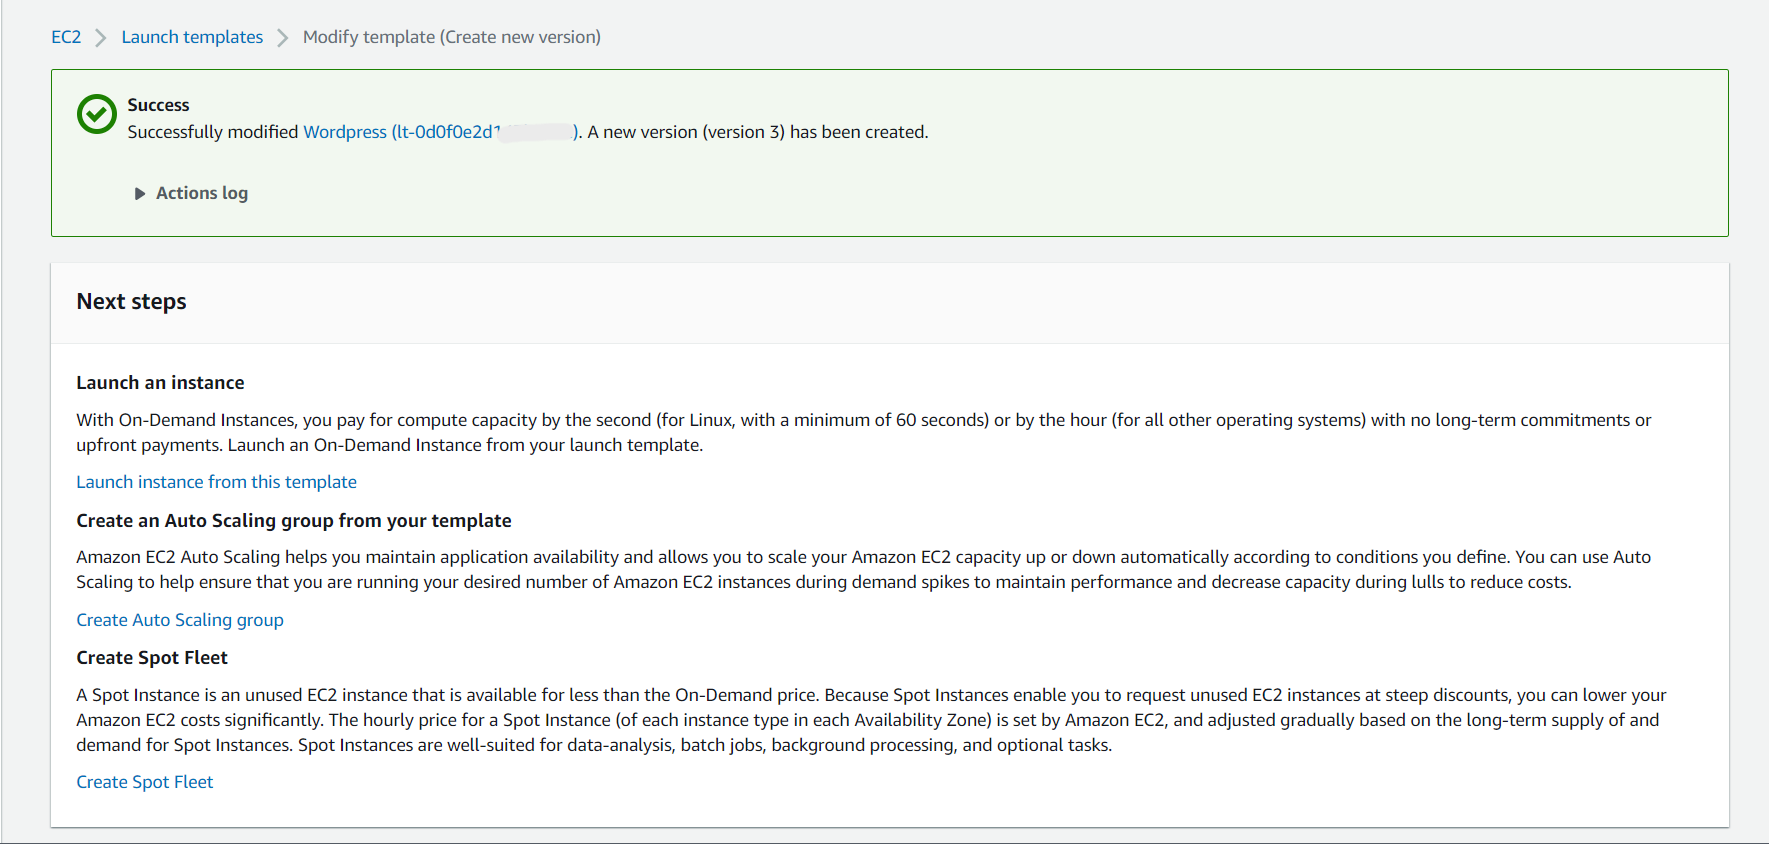 EC2 Launch templates Modify template (Create new version)
Success
Successfully modified Wordpress (lt-0d0f0e2d1 ). A new version (version 3) has been created.
Actions log
Next steps
Launch an instance
With On-Demand Instances, you pay for compute capacity by the second (for Linux, with a minimum of 60 seconds) or by the hour (for all other operating systems) with no long-term commitments or
upfront payments. Launch an On-Demand Instance from your launch template.
Launch instance from this template
Create an Auto Scaling group from your template
Amazon EC2 Auto Scaling helps you maintain application availability and allows you to scale your Amazon EC2 capacity up or down automatically according to conditions you define. You can use Auto
Scaling to help ensure that you are running your desired number of Amazon EC2 instances during demand spikes to maintain performance and decrease capacity during lulls to reduce costs.
Create Auto Scaling group
Create Spot Fleet
A Spot Instance is an unused EC2 instance that is available for less than the On-Demand price. Because Spot Instances enable you to request unused EC2 instances at steep discounts, you can lower your
Amazon EC2 costs significantly. The hourly price for a Spot Instance (of each instance type in each Availability Zone) is set by Amazon EC2, and adjusted gradually based on the long-term supply of and
demand for Spot Instances. Spot Instances are well-suited for data-analysis, batch jobs, background processing, and optional tasks.
Create Spot Fleet